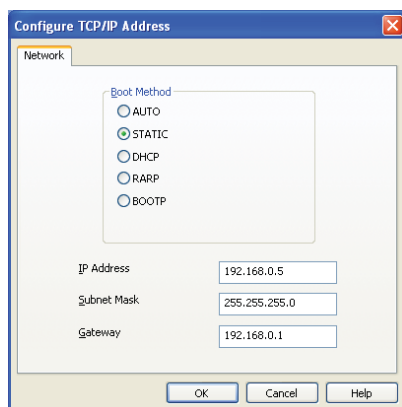 Configure TCP/IP Address
Network
Boot Method
AUTO
STATIC
DHCP
RARP
BOOTP
IP Address 192.168.0.5
Subnet Mask 255.255.255.0
Gateway 192.168.0.1
OK Cancel Help